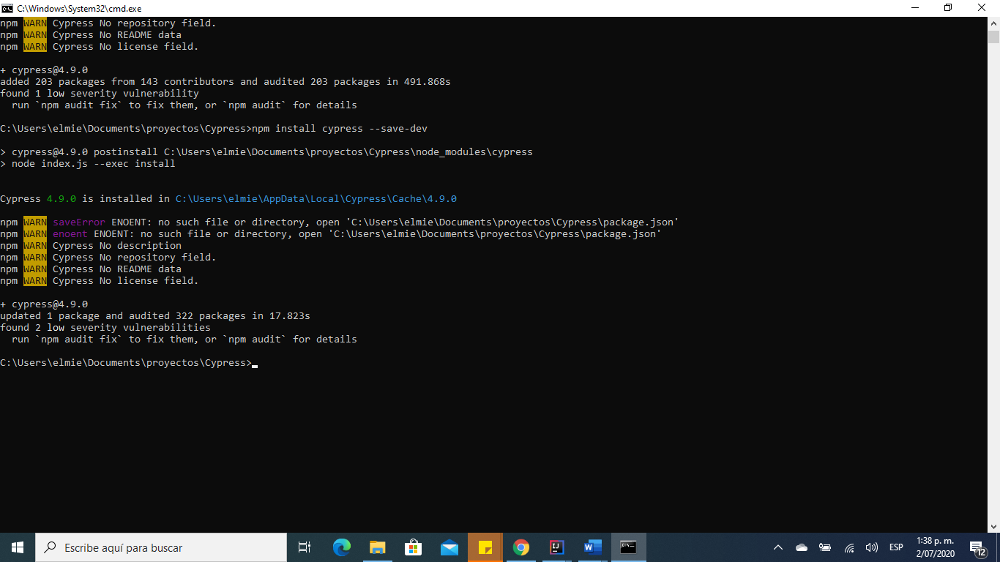 C:\Windows\System32\cmd.exe
npm WARN Cypress No repository field.
npm WARN Cypress No README data
npm WARN Cypress No license field.
+ cypress@4.9.0
added 203 packages from 143 contributors and audited 203 packages in 491.868s
found 1 low severity vulnerability
  run `npm audit fix` to fix them, or `npm audit` for details
C:\Users\elmie\Documents\proyectos\Cypress>npm install cypress --save-dev
> cypress@4.9.0 postinstall C:\Users\elmie\Documents\proyectos\Cypress\node_modules\cypress
> node index.js --exec install
Cypress 4.9.0 is installed in C:\Users\elmie\AppData\Local\Cypress\Cache\4.9.0
npm WARN saveError ENOENT: no such file or directory, open 'C:\Users\elmie\Documents\proyectos\Cypress\package.json'
npm WARN enoent ENOENT: no such file or directory, open 'C:\Users\elmie\Documents\proyectos\Cypress\package.json'
npm WARN Cypress No description
npm WARN Cypress No repository field.
npm WARN Cypress No README data
npm WARN Cypress No license field.
+ cypress@4.9.0
updated 1 package and audited 322 packages in 17.823s
found 2 low severity vulnerabilities
  run `npm audit fix` to fix them, or `npm audit` for details
C:\Users\elmie\Documents\proyectos\Cypress>
Escribe aquí para buscar
ESP
1:38 p. m.
2/07/2020
12